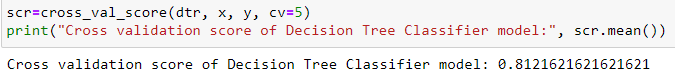 scr=cross_val_score(dtr, x, y, cv=5)
print("Cross validation score of Decision Tree Classifier model:", scr.mean())
Cross validation score of Decision Tree Classifier model: 0.8121621621621621